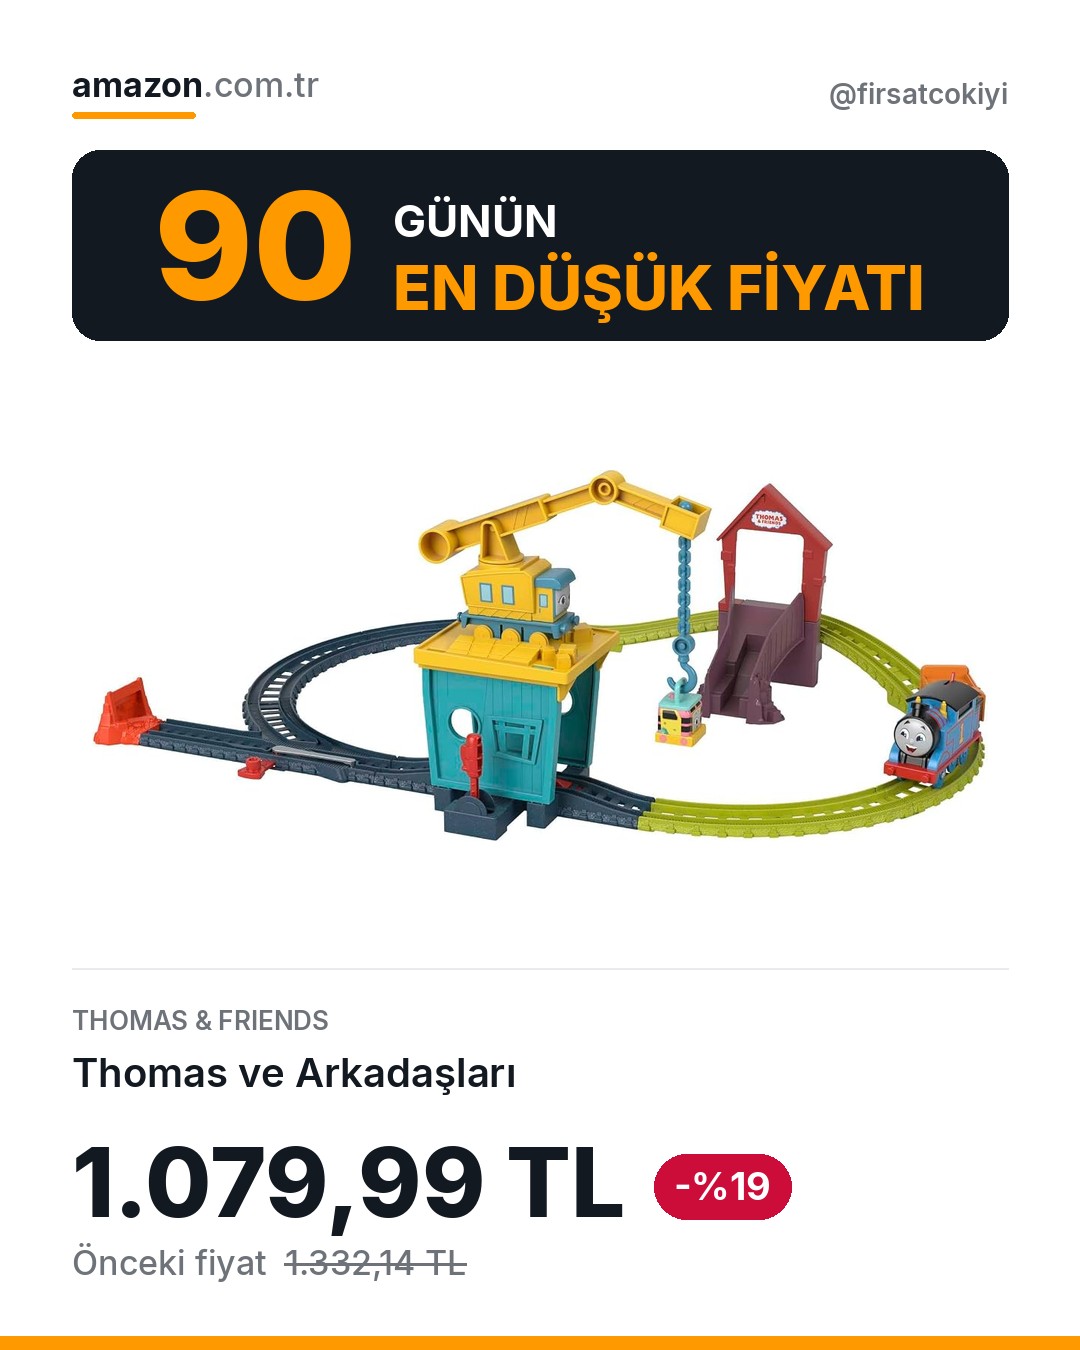 amazon.com.tr
@firsatcokiyi
90
GÜNÜN
EN DÜŞÜK FİYATI
THOMAS
& FRIENDS
THOMAS & FRIENDS
Thomas ve Arkadaşları
1.079,99 TL
-%19
Önceki fiyat 1.332,14 TL